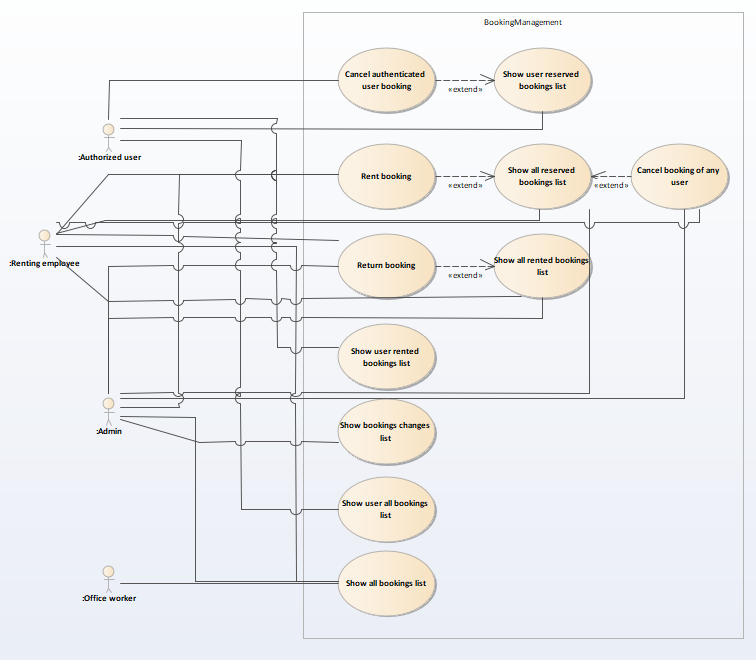 BookingManagement
Cancel authenticated
user booking
«extend»
Show user reserved
bookings list
:Authorized user
Rent booking
«extend»
Show all reserved
bookings list
«extend»
Cancel booking of any
user
:Renting employee
Return booking
«extend»
Show all rented bookings
list
Show user rented
bookings list
:Admin
Show bookings changes
list
Show user all bookings
list
Show all bookings list
:Office worker